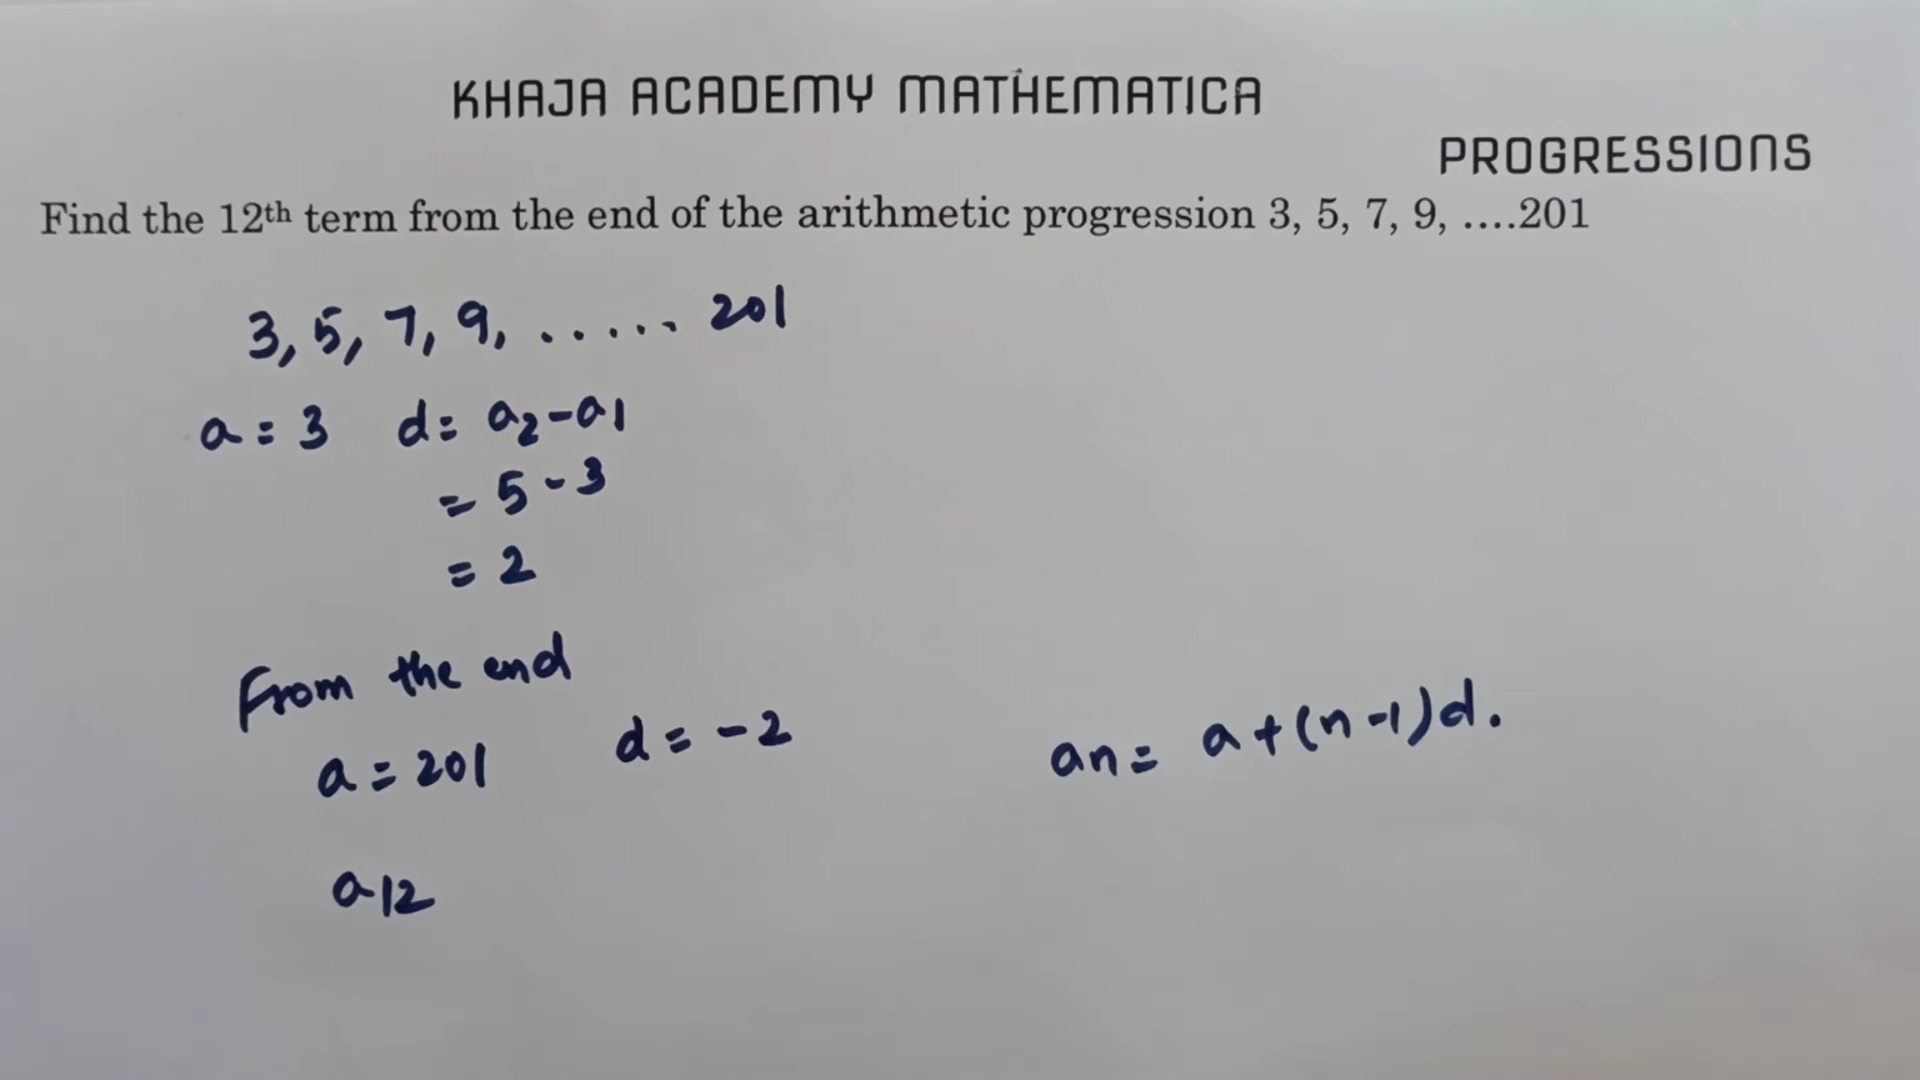 KHAJA ACADEMY MATHEMATICA
PROGRESSIONS
Find the 12th term from the end of the arithmetic progression 3, 5, 7, 9, ....201
3, 5, 7, 9, ..... 201
a = 3 d = a2 - a1
= 5 - 3
= 2
From the end
a = 201 d = -2 an = a + (n - 1) d.
a12